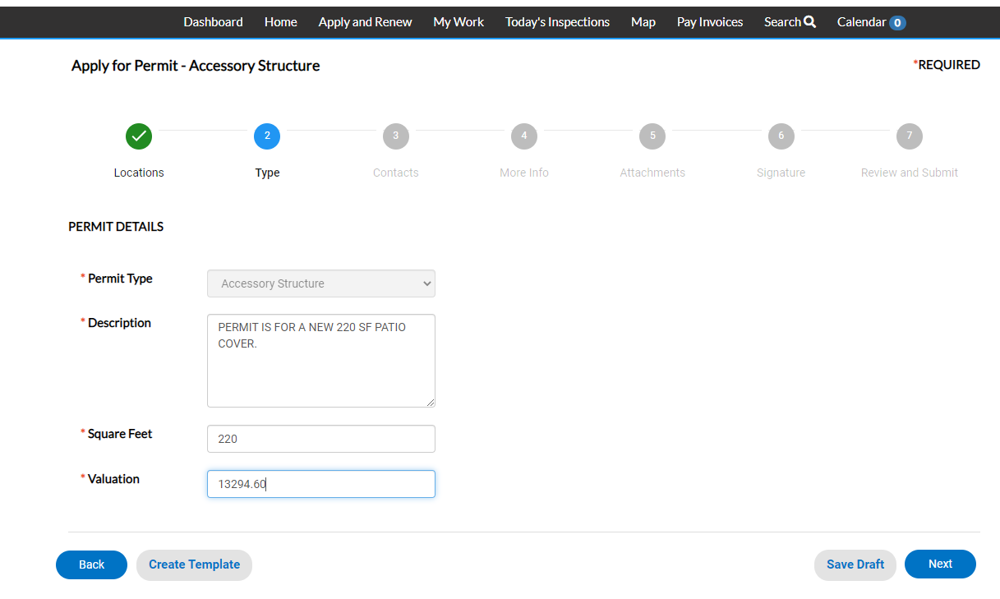 Dashboard Home Apply and Renew My Work Today's Inspections Map Pay Invoices Search Calendar 0
Apply for Permit - Accessory Structure *REQUIRED
2 3 4 5 6 7
Locations Type Contacts More Info Attachments Signature Review and Submit
PERMIT DETAILS
* Permit Type Accessory Structure
* Description PERMIT IS FOR A NEW 220 SF PATIO
COVER.
* Square Feet 220
* Valuation 13294.60
Back Create Template Save Draft Next